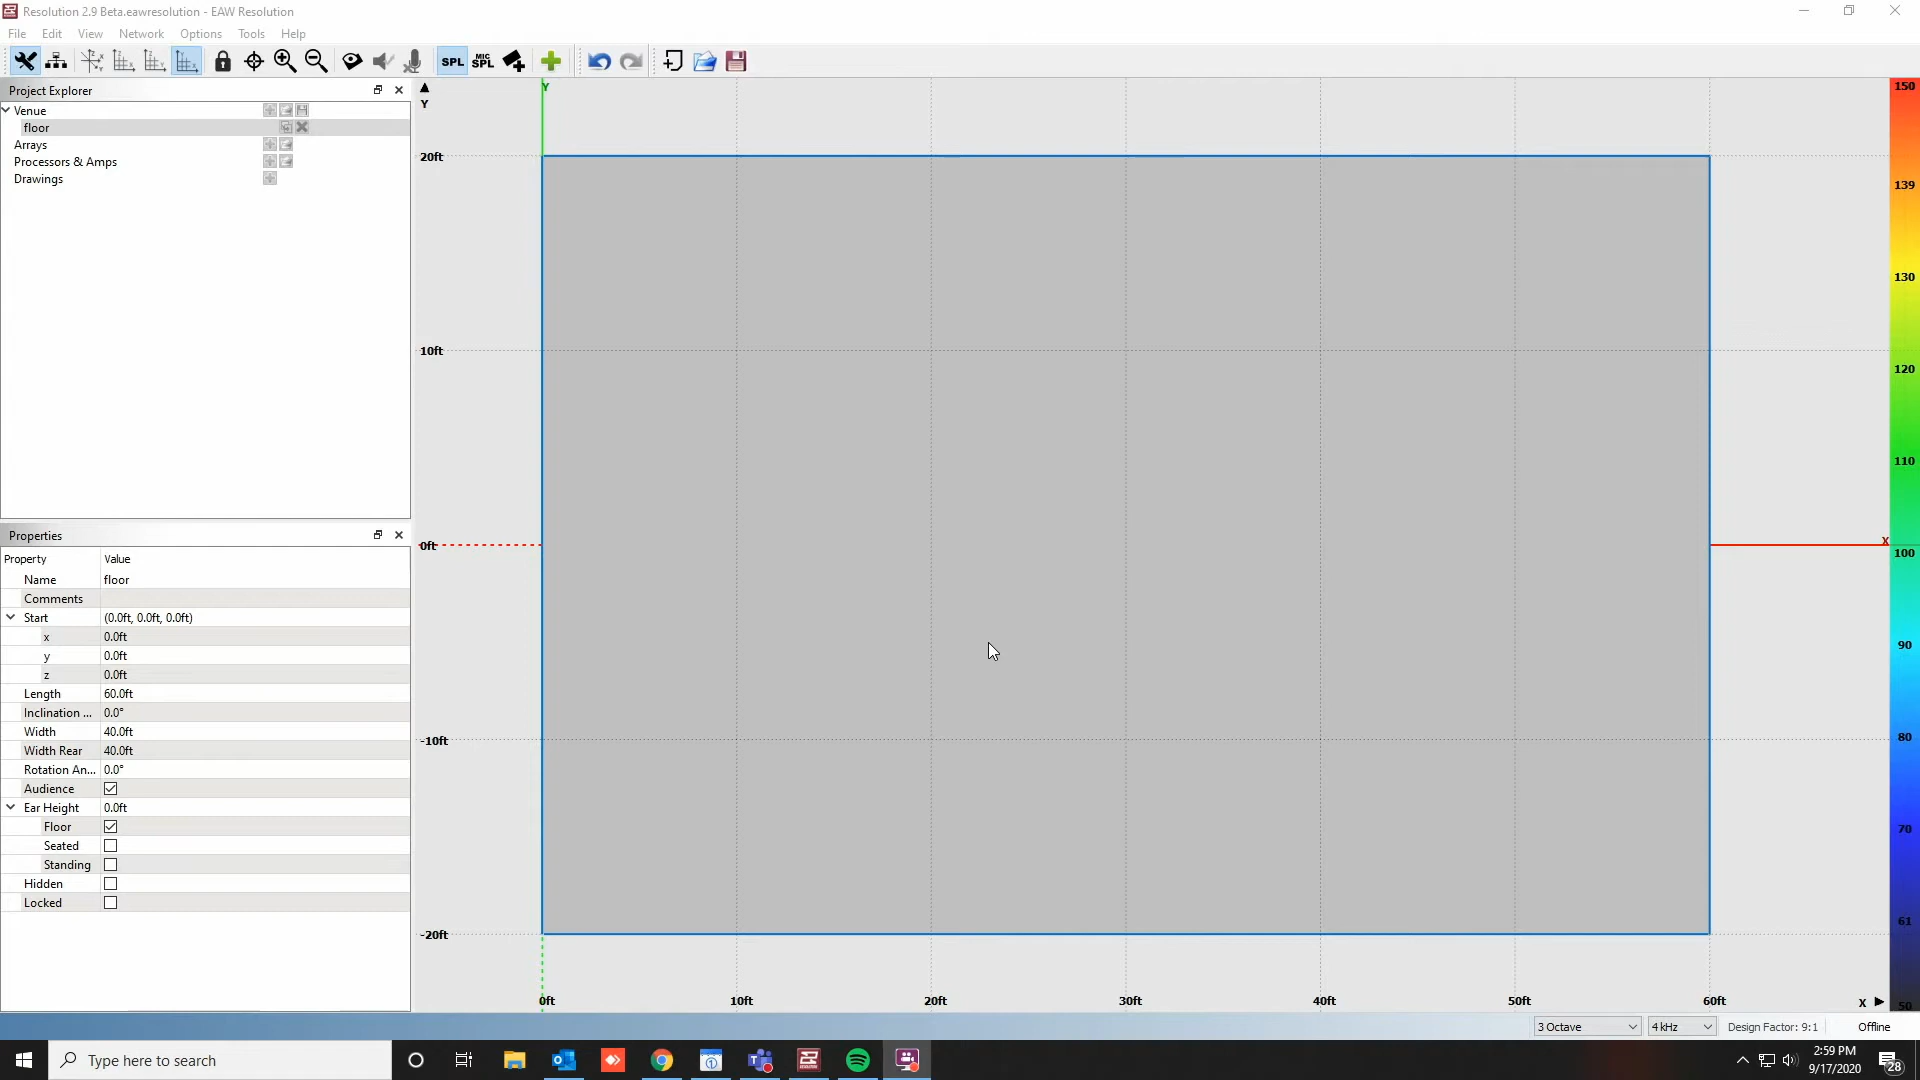 Resolution 2.9 Beta.eawresolution - EAW Resolution
File Edit View Network Options Tools Help
SPL MIC SPL
Project Explorer
Venue
floor
Arrays
Processors & Amps
Drawings
Properties
Property Value
Name floor
Comments
Start (0.0ft, 0.0ft, 0.0ft)
x 0.0ft
y 0.0ft
z 0.0ft
Length 60.0ft
Inclination ... 0.0°
Width 40.0ft
Width Rear 40.0ft
Rotation An... 0.0°
Audience
Ear Height 0.0ft
Floor
Seated
Standing
Hidden
Locked
Y
Y
20ft
10ft
0ft
-10ft
-20ft
X
0ft 10ft 20ft 30ft 40ft 50ft 60ft X
150
139
130
120
110
100
90
80
70
61
50
3 Octave 4 kHz Design Factor: 9:1 Offline
Type here to search
2:59 PM
9/17/2020
28